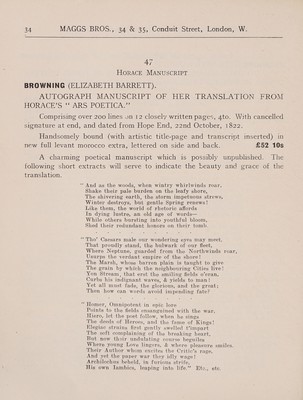 34 MAGGS BROS., 34 & 35, Conduit Street, London, W.
47
HORACE MANUSCRIPT
BROWNING (ELIZABETH BARRETT).
AUTOGRAPH MANUSCRIPT OF HER TRANSLATION FROM
HORACE'S " ARS POETICA."
Comprising over 200 lines on 12 closely written pages, 4to. With cancelled
signature at end, and dated from Hope End, 22nd October, 1822.
Handsomely bound (with artistic title-page and transcript inserted) in
new full levant morocco extra, lettered on side and back. £52 10s
A charming poetical manuscript which is possibly unpublished. The
following short extracts will serve to indicate the beauty and grace of the
translation.
" And as the woods, when wintry whirlwinds roar,
Shake their pale burden on the leafy shore,
The shivering earth, the storm impetuous strews,
Winter destroys, but gentle Spring renews!
Like them, the world of rhetoric affords
In dying lustre, an old age of words—
While others bursting into youthful bloom,
Shed their redundant honors on their tomb.
" Tho' Caesars male our wondering eyes may meet,
That proudly stand, the bulwark of our fleet,
Where Neptune, guarded from the Northwinds roar,
Usurps the verdant empire of the shore!
The Marsh, whose barren plain is taught to give
The grain by which the neighbouring Cities live!
Yon Stream, that erst the smiling fields o'erran,
Curbs his indignant waves, & yields to man!
Yet all must fade, the glorious, and the great;
Then how can words avoid impending fate?
" Homer, Omnipotent in epic lore
Points to the fields ensanguined with the war.
Hiero, let the poet follow, when he sings
The deeds of Heroes, and the fame of Kings!
Elegiac strains first gently swelled t'impart
The soft complaining of the breaking heart,
But now their undulating course beguiles
Where young Love lingers, & where pleasure smiles.
Their Author whom excites the Critic's rage,
And yet the paper war they idly wage!
Archilochus beheld, in furious strife,
His own Iambics, leaping into life " Etc., etc.